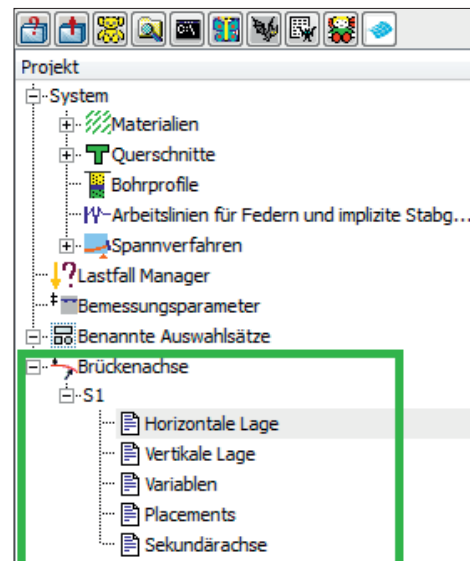 Projekt
System
Materialien
Querschnitte
Bohrprofile
Arbeitslinien für Federn und implizite Stabg...
Spannverfahren
Lastfall Manager
Bemessungsparameter
Benannte Auswahlsätze
Brückenachse
S1
Horizontale Lage
Vertikale Lage
Variablen
Placements
Sekundärachse